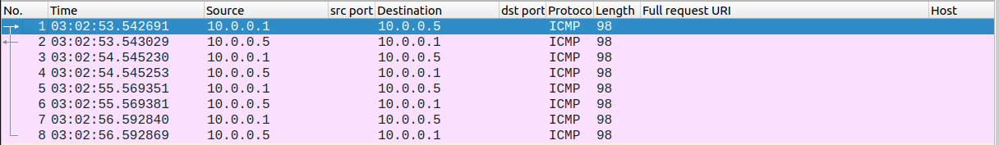 No. Time Source src port Destination dst port Protoco Length Full request URI Host
1 03:02:53.542691 10.0.0.1 10.0.0.5 ICMP 98
2 03:02:53.543029 10.0.0.5 10.0.0.1 ICMP 98
3 03:02:54.545230 10.0.0.1 10.0.0.5 ICMP 98
4 03:02:54.545253 10.0.0.5 10.0.0.1 ICMP 98
5 03:02:55.569351 10.0.0.1 10.0.0.5 ICMP 98
6 03:02:55.569381 10.0.0.5 10.0.0.1 ICMP 98
7 03:02:56.592840 10.0.0.1 10.0.0.5 ICMP 98
8 03:02:56.592869 10.0.0.5 10.0.0.1 ICMP 98